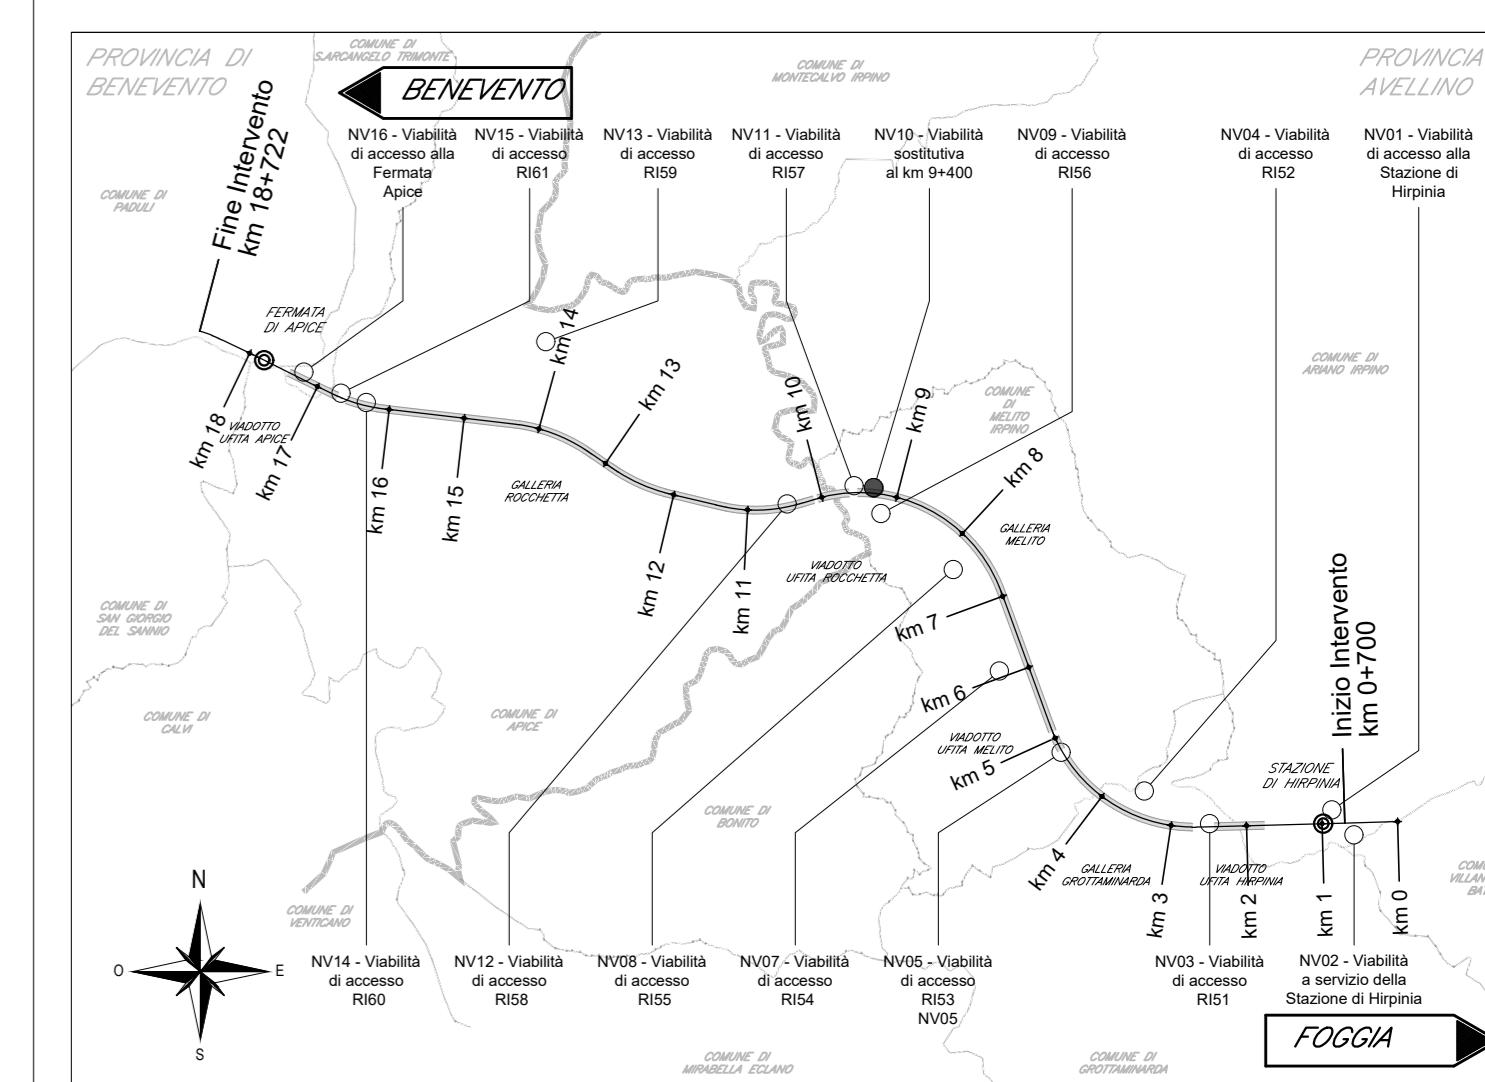 PROVINCIA DI
BENEVENTO
COMUNE DI
S.ARCANGELO TRIMONTE
BENEVENTO
COMUNE DI
MONTECALVO IRPINO
PROVINCIA
AVELLINO
Fine Intervento
km 18+722
NV16 - Viabilità
di accesso alla
Fermata
Apice
NV15 - Viabilità
di accesso
RI61
NV13 - Viabilità
di accesso
RI59
NV11 - Viabilità
di accesso
RI57
NV10 - Viabilità
sostitutiva
al km 9+400
NV09 - Viabilità
di accesso
RI56
NV04 - Viabilità
di accesso
RI52
NV01 - Viabilità
di accesso alla
Stazione di
Hirpinia
COMUNE DI
PADULI
FERMATA
DI APICE
km 14
km 13
km 10
km 9
COMUNE
DI
MELITO
IRPINO
COMUNE DI
ARIANO IRPINO
km 18
VIADOTTO
UFITA APICE
km 17
km 16
km 15
GALLERIA
ROCCHETTA
km 8
GALLERIA
MELITO
km 12
km 11
VIADOTTO
UFITA ROCCHETTA
km 7
COMUNE DI
SAN GIORGIO
DEL SANNIO
Inizio Intervento
km 0+700
COMUNE DI
CALVI
COMUNE DI
APICE
km 6
VIADOTTO
UFITA MELITO
km 5
STAZIONE
DI HIRPINIA
COMUNE DI
BONITO
km 4
GALLERIA
GROTTAMINARDA
km 3
VIADOTTO
UFITA HIRPINIA
km 2
km 1
km 0
N
O
E
S
COMUNE DI
VENTICANO
NV14 - Viabilità
di accesso
RI60
NV12 - Viabilità
di accesso
RI58
NV08 - Viabilità
di accesso
RI55
NV07 - Viabilità
di accesso
RI54
NV05 - Viabilità
di accesso
RI53
NV05
NV03 - Viabilità
di accesso
RI51
NV02 - Viabilità
a servizio della
Stazione di Hirpinia
FOGGIA
COMUNE DI
MIRABELLA ECLANO
COMUNE DI
GROTTAMINARDA